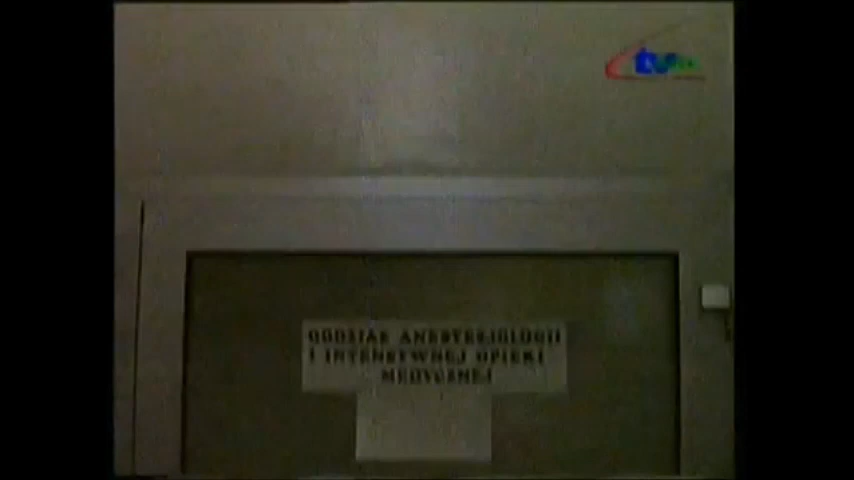 ODDZIAŁ ANESTEZJOLOGII
I INTENSYWNEJ OPIEKI
MEDYCZNEJ